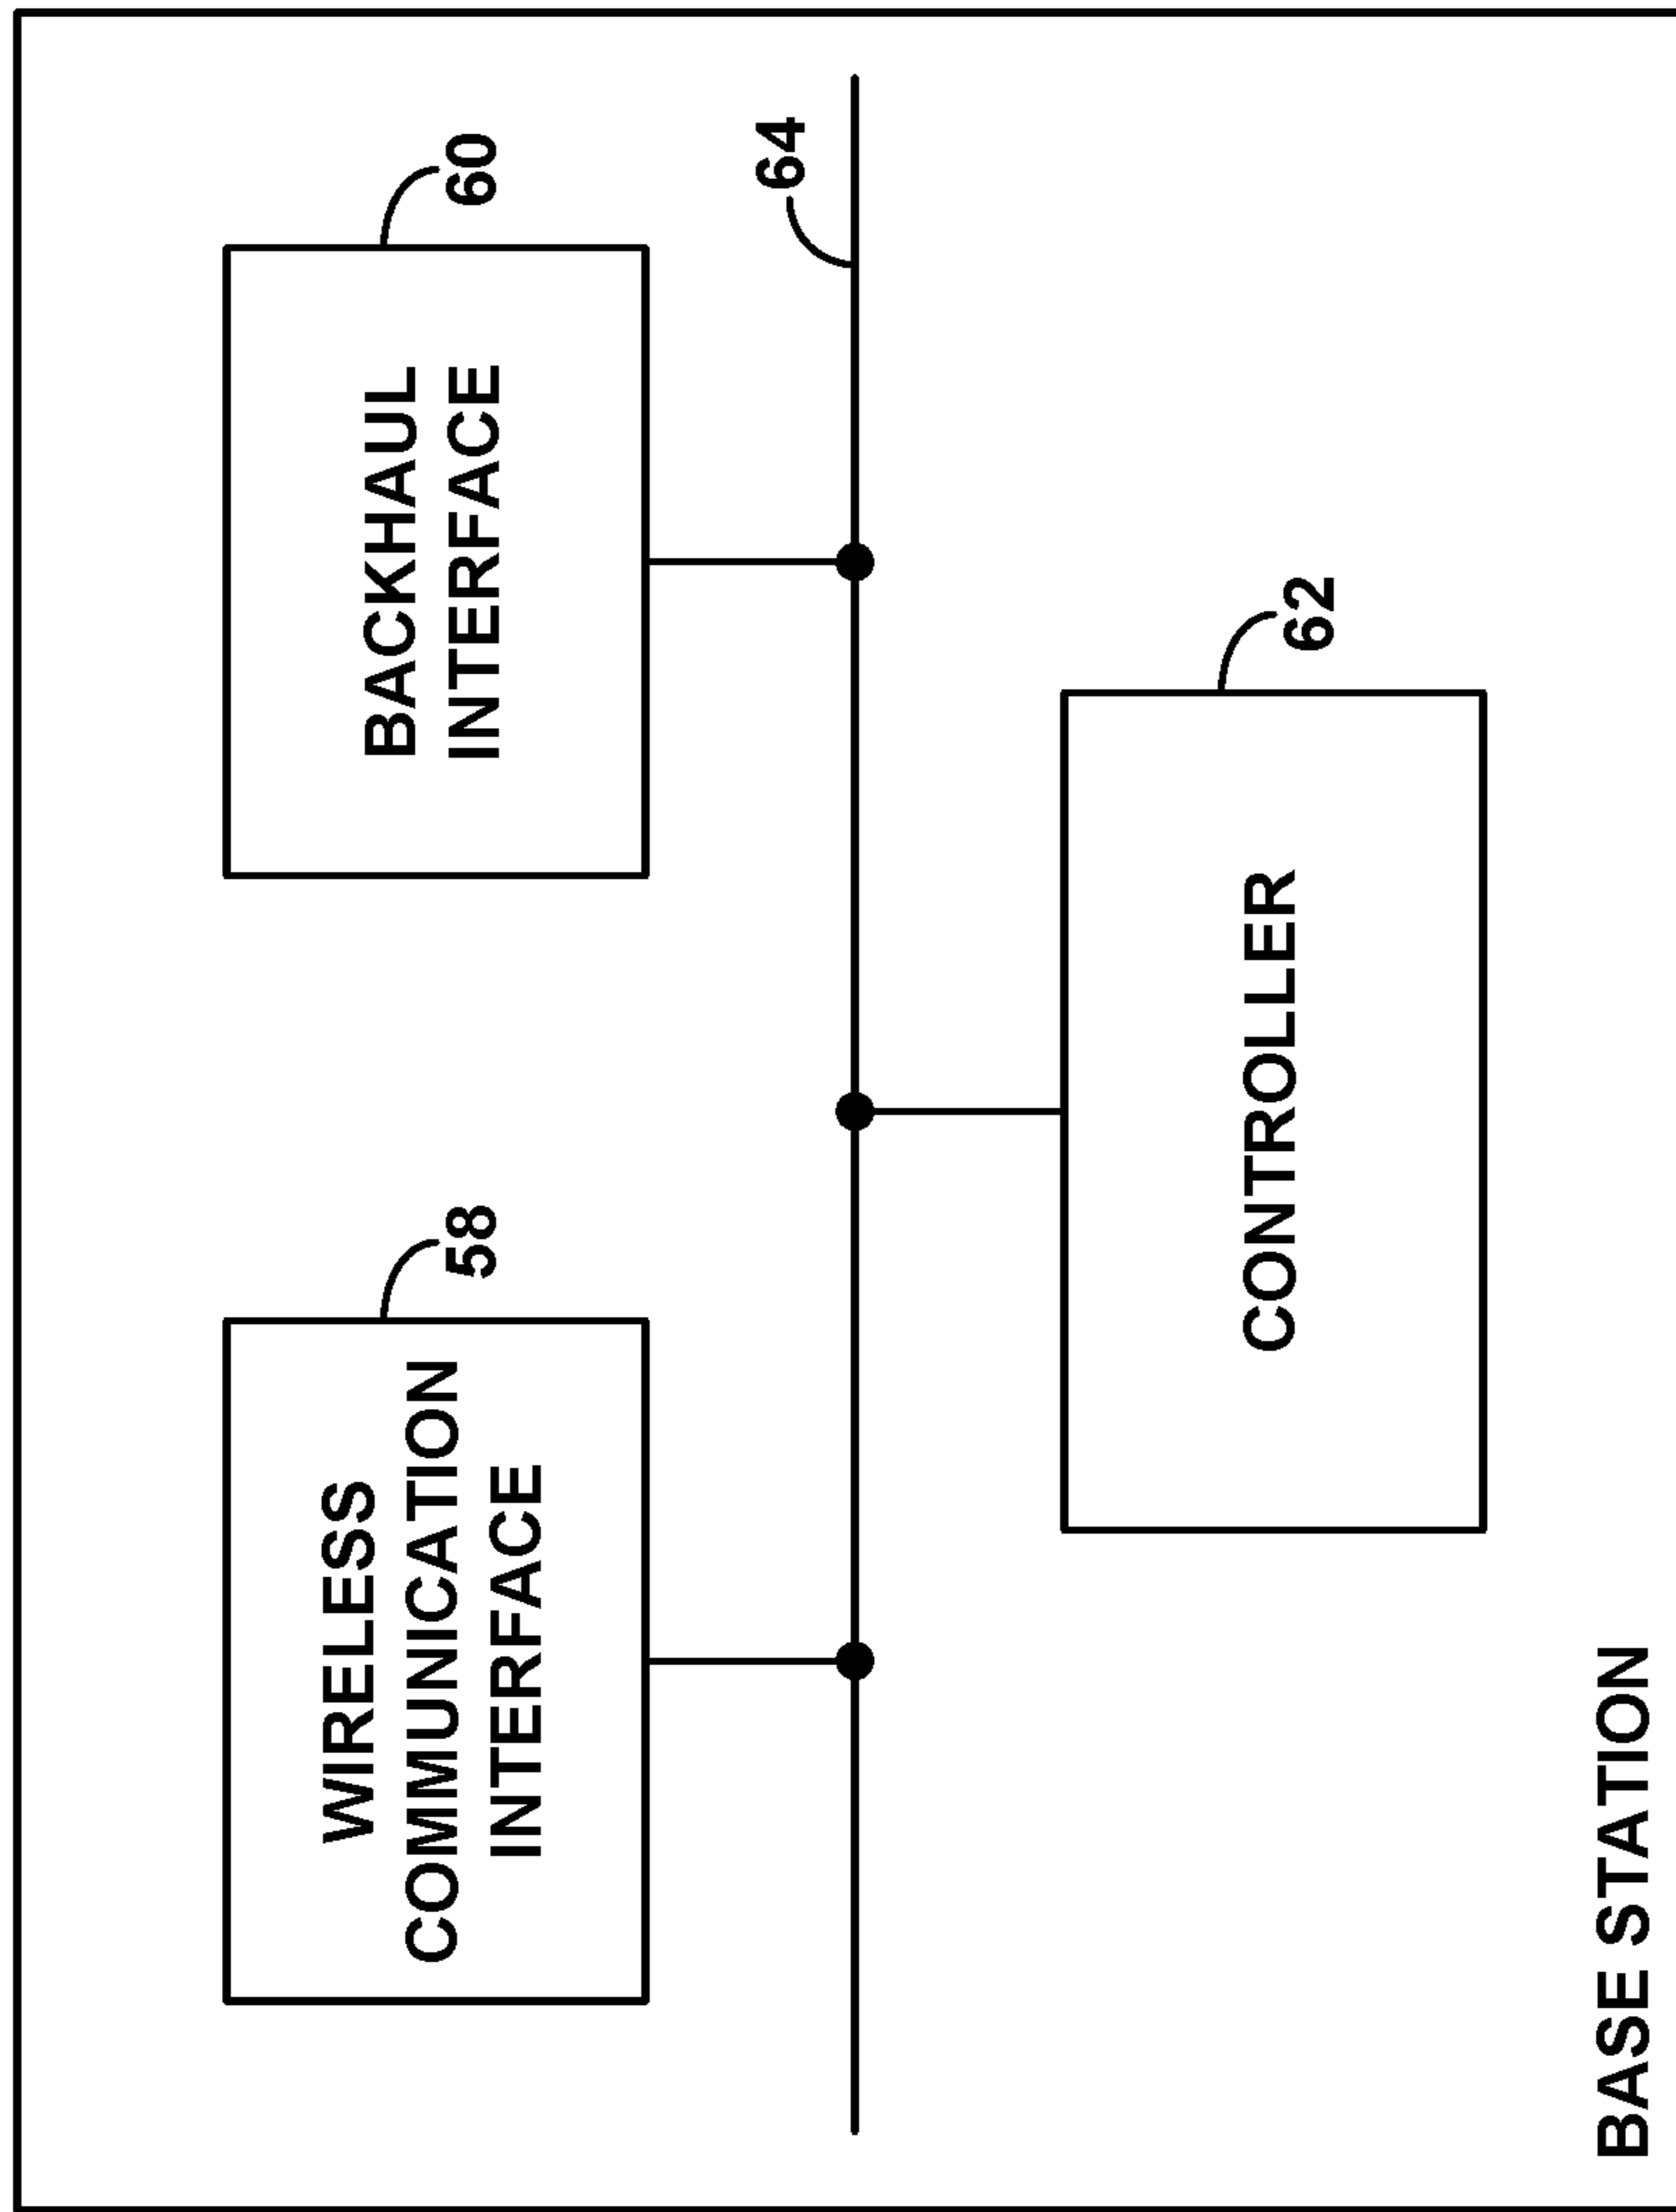 58
60
WIRELESS
COMMUNICATION
INTERFACE
BACKHAUL
INTERFACE
64
62
CONTROLLER
BASE STATION